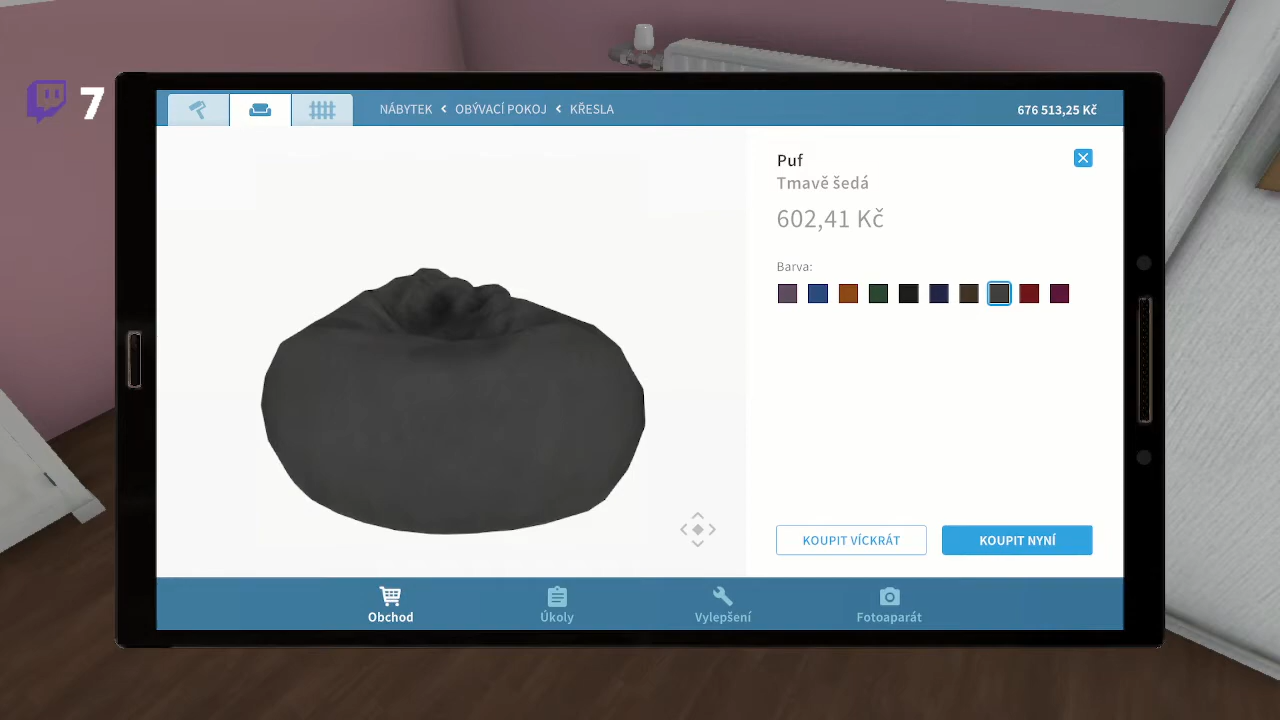 7
NÁBYTEK < OBÝVACÍ POKOJ < KŘESLA
676 513,25 Kč
Puf
Tmavě šedá
602,41 Kč
Barva:
KOUPIT VÍCKRÁT
KOUPIT NYNÍ
Obchod
Úkoly
Vylepšení
Fotoaparát